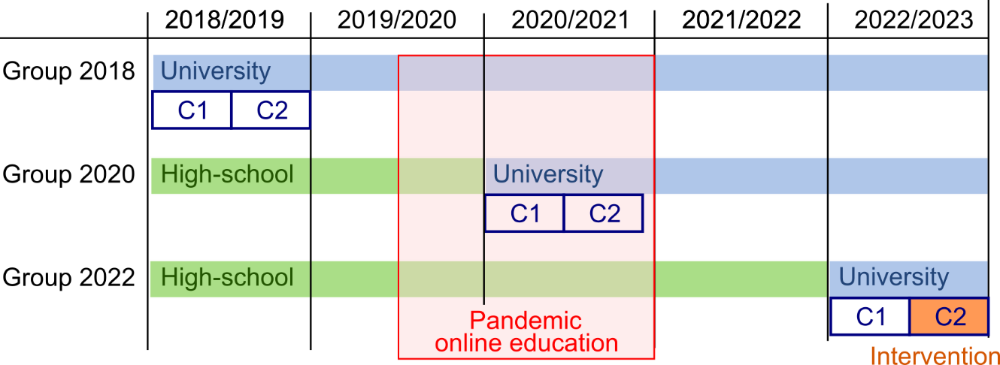 2018/2019 2019/2020 2020/2021 2021/2022 2022/2023
Group 2018 University
C1 C2
Group 2020 High-school University
C1 C2
Group 2022 High-school University
C1 C2
Pandemic
online education
Intervention